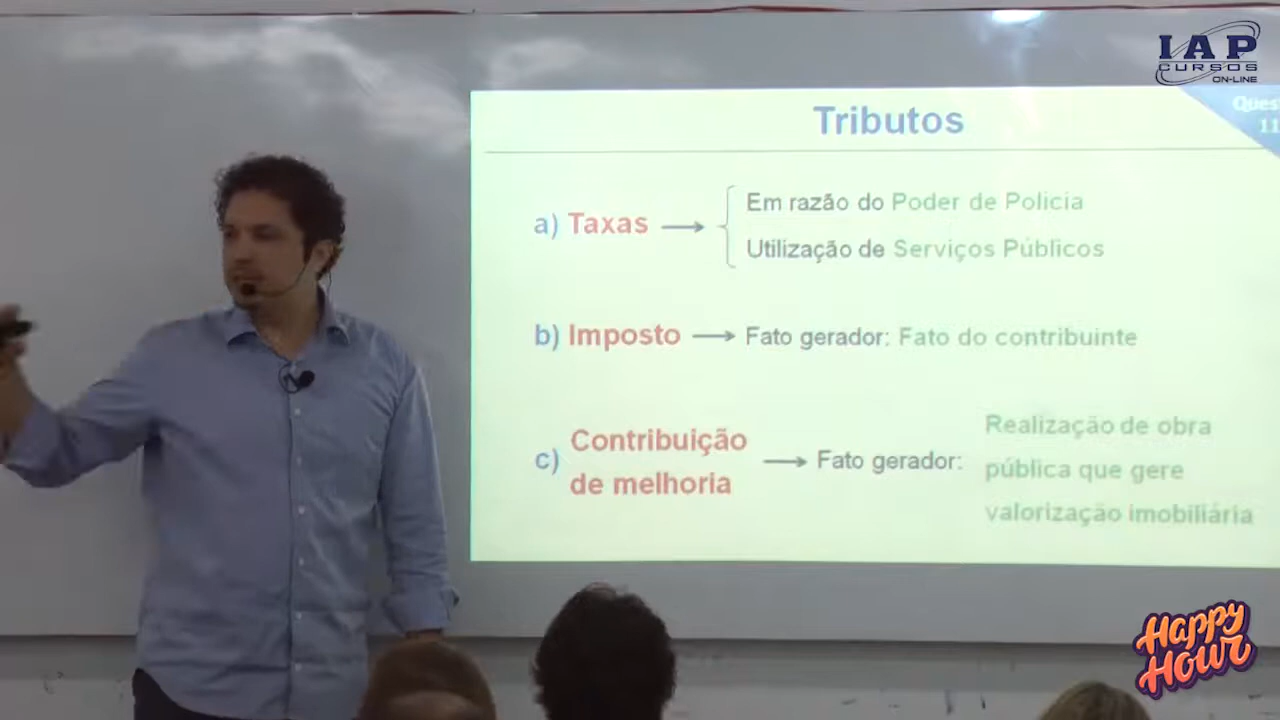 IAP
CURSOS
ON-LINE
Tributos
11
a) Taxas → Em razão do Poder de Polícia
Utilização de Serviços Públicos
b) Imposto → Fato gerador: Fato do contribuinte
c) Contribuição de melhoria → Fato gerador: Realização de obra
pública que gere
valorização imobiliária
Happy
Hour